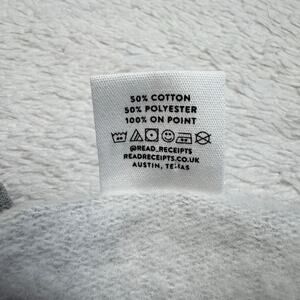 50% COTTON
50% POLYESTER
100% ON POINT
@READ_RECEIPTS
READRECEIPTS.CO.UK
AUSTIN, TEXAS